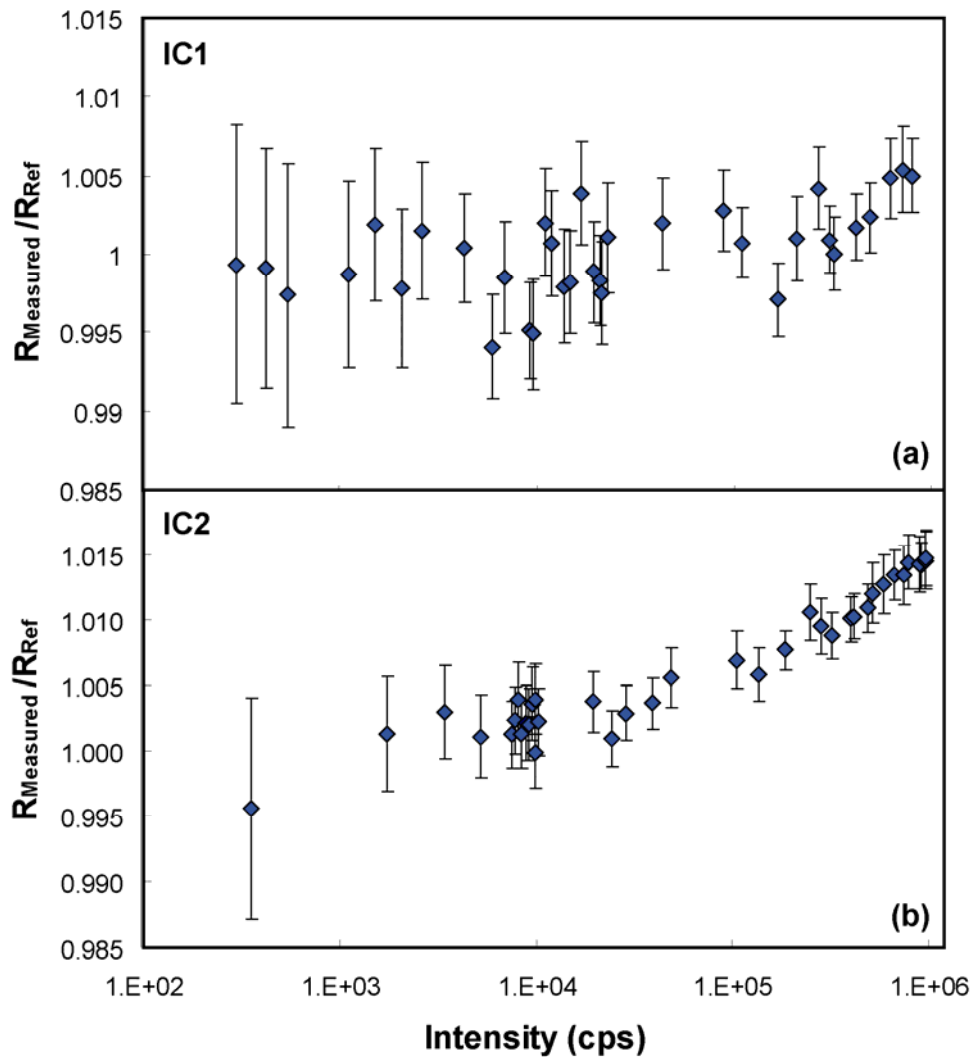 1.015
IC1
1.01
1.005
1
0.995
0.99
0.985
RMeasured/RRef
(a)
IC2
1.015
1.010
1.005
1.000
0.995
0.990
0.985
RMeasured/RRef
(b)
1.E+02 1.E+03 1.E+04 1.E+05 1.E+06
Intensity (cps)